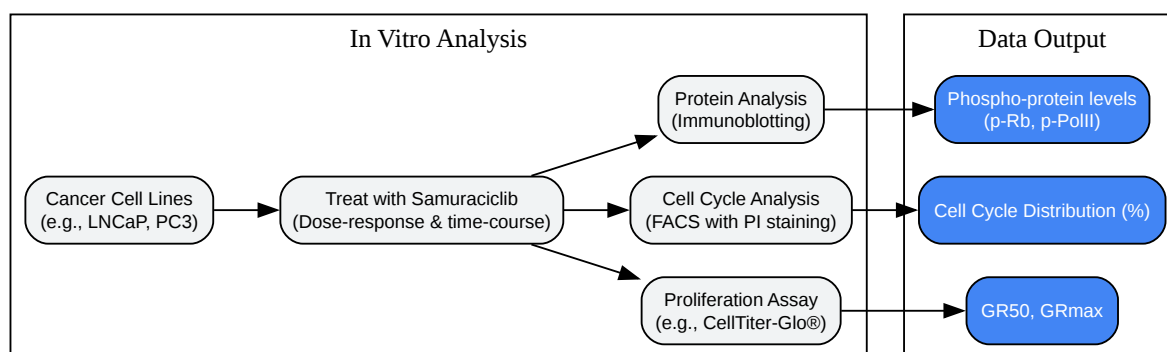 In Vitro Analysis
Data Output
Protein Analysis
(Immunoblotting)
Phospho-protein levels
(p-Rb, p-PolII)
Cancer Cell Lines
(e.g., LNCaP, PC3)
Treat with Samuraciclib
(Dose-response & time-course)
Cell Cycle Analysis
(FACS with PI staining)
Cell Cycle Distribution (%)
Proliferation Assay
(e.g., CellTiter-Glo®)
GR50, GRmax